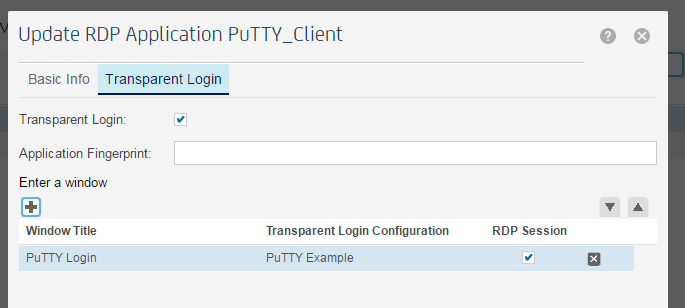 Update RDP Application PuTTY_Client
Basic Info Transparent Login
Transparent Login:
Application Fingerprint:
Enter a window
Window Title Transparent Login Configuration RDP Session
PuTTY Login PuTTY Example